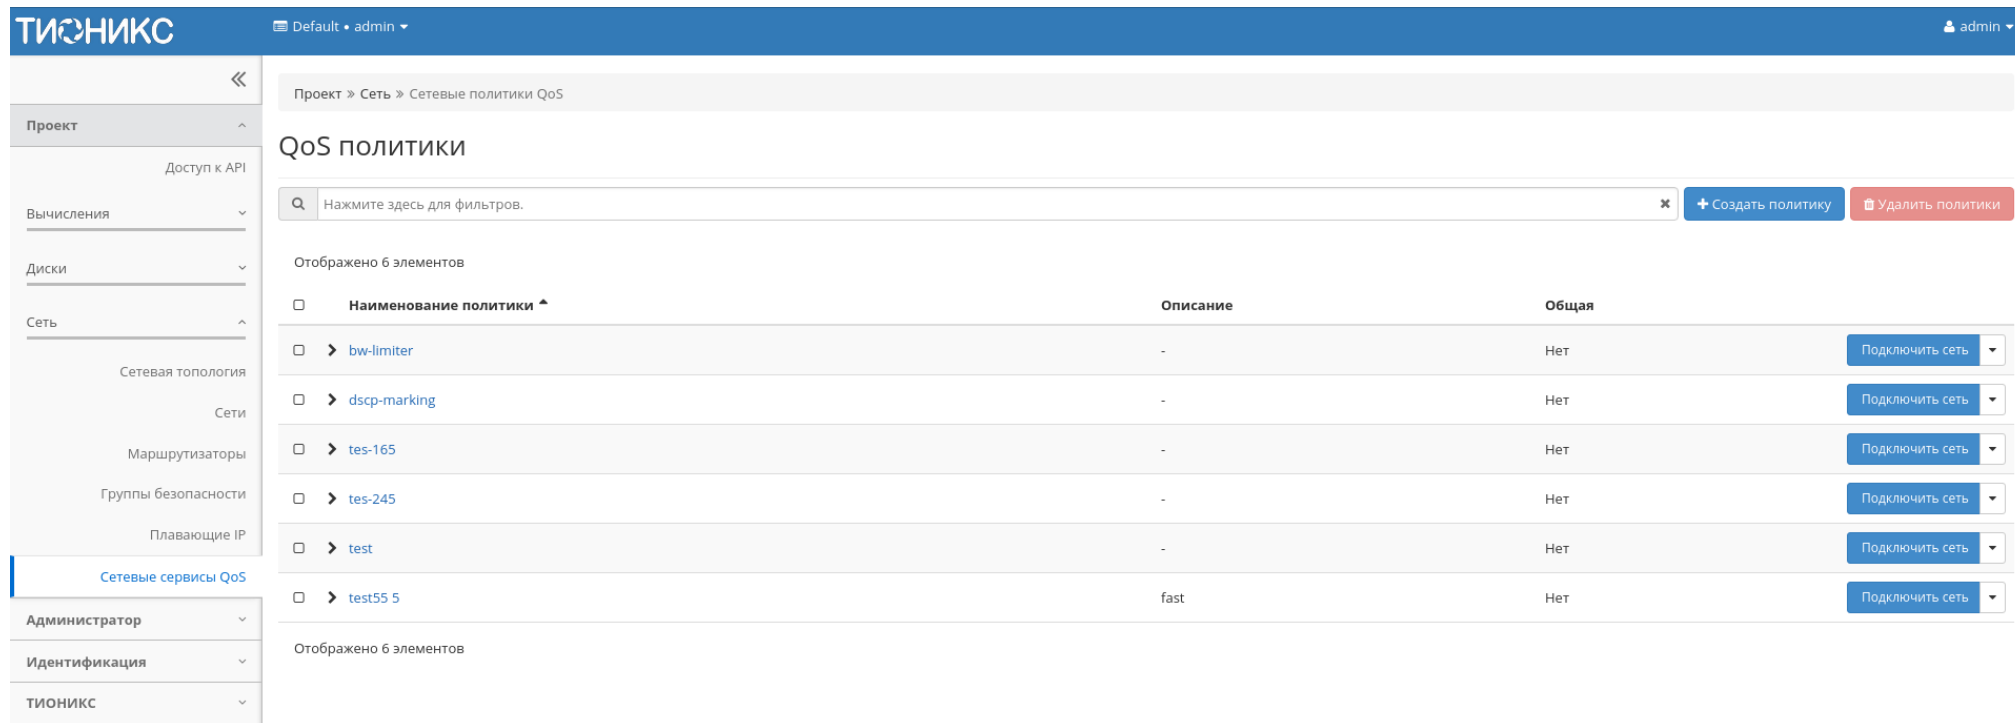 ТИОНИКС
Default • admin
admin
Проект
Доступ к API
Вычисления
Диски
Сеть
Сетевая топология
Сети
Маршрутизаторы
Группы безопасности
Плавающие IP
Сетевые сервисы QoS
Администратор
Идентификация
ТИОНИКС
Проект » Сеть » Сетевые политики QoS
QoS политики
Нажмите здесь для фильтров.
Создать политику
Удалить политики
Отображено 6 элементов
Наименование политики Описание Общая
bw-limiter - Нет Подключить сеть
dscp-marking - Нет Подключить сеть
tes-165 - Нет Подключить сеть
tes-245 - Нет Подключить сеть
test - Нет Подключить сеть
test55 5 fast Нет Подключить сеть
Отображено 6 элементов